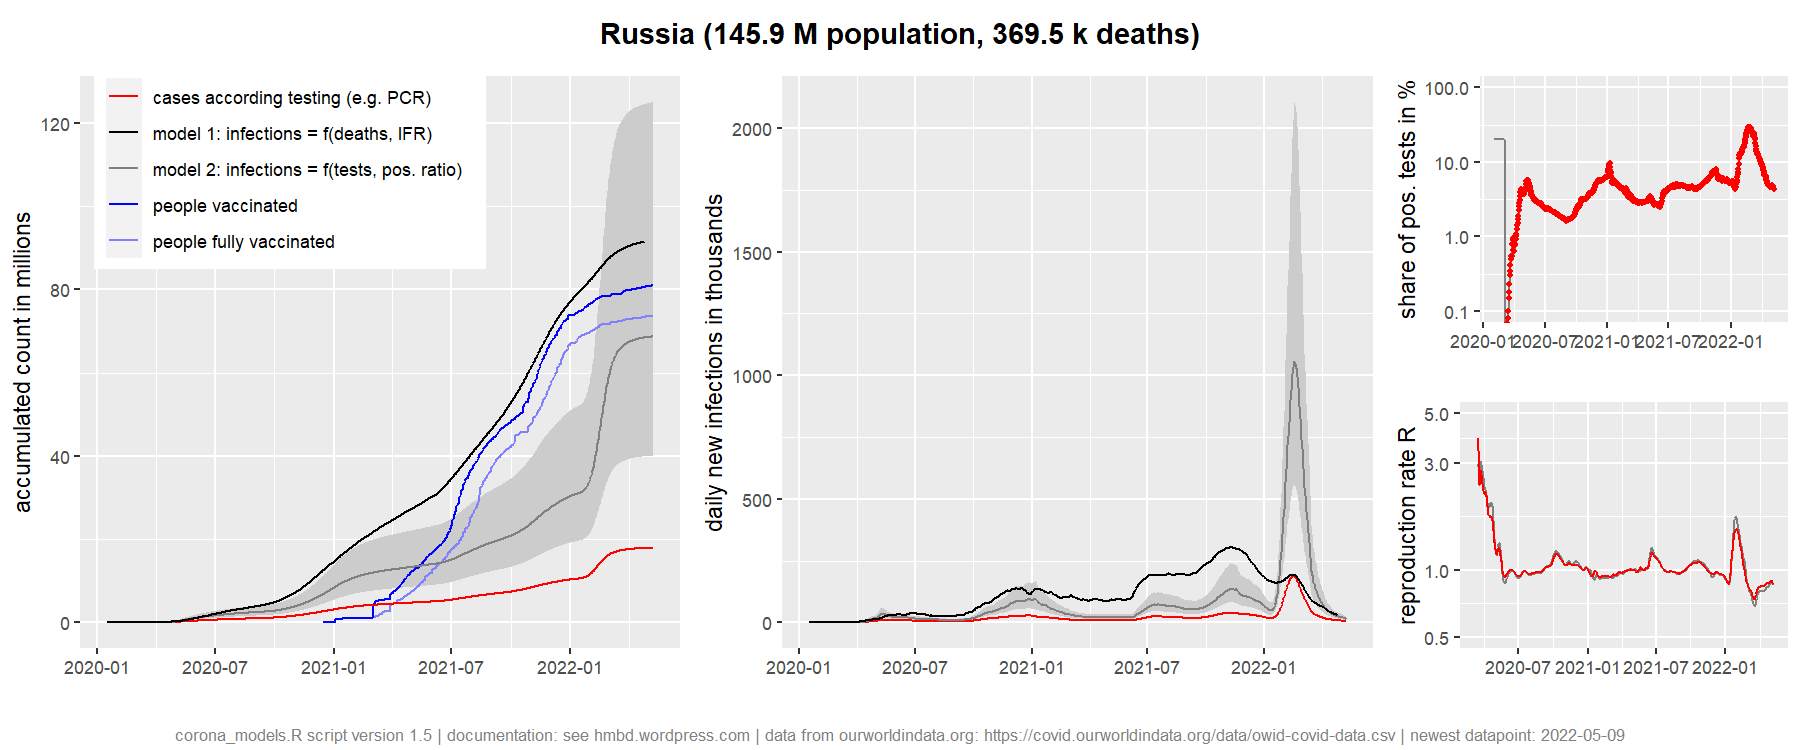 Russia (145.9 M population, 369.5 k deaths)
cases according testing (e.g. PCR)
model 1: infections = f(deaths, IFR)
model 2: infections = f(tests, pos. ratio)
people vaccinated
people fully vaccinated
accumulated count in millions
120
80
40
0
2020-01 2020-07 2021-01 2021-07 2022-01
daily new infections in thousands
2000
1500
1000
500
0
2020-01 2020-07 2021-01 2021-07 2022-01
share of pos. tests in %
100.0
10.0
1.0
0.1
2020-01 2020-07 2021-01 2021-07 2022-01
reproduction rate R
5.0
3.0
1.0
0.5
2020-07 2021-01 2021-07 2022-01
corona_models.R script version 1.5 | documentation: see hmbd.wordpress.com | data from ourworldindata.org: https://covid.ourworldindata.org/data/owid-covid-data.csv | newest datapoint: 2022-05-09